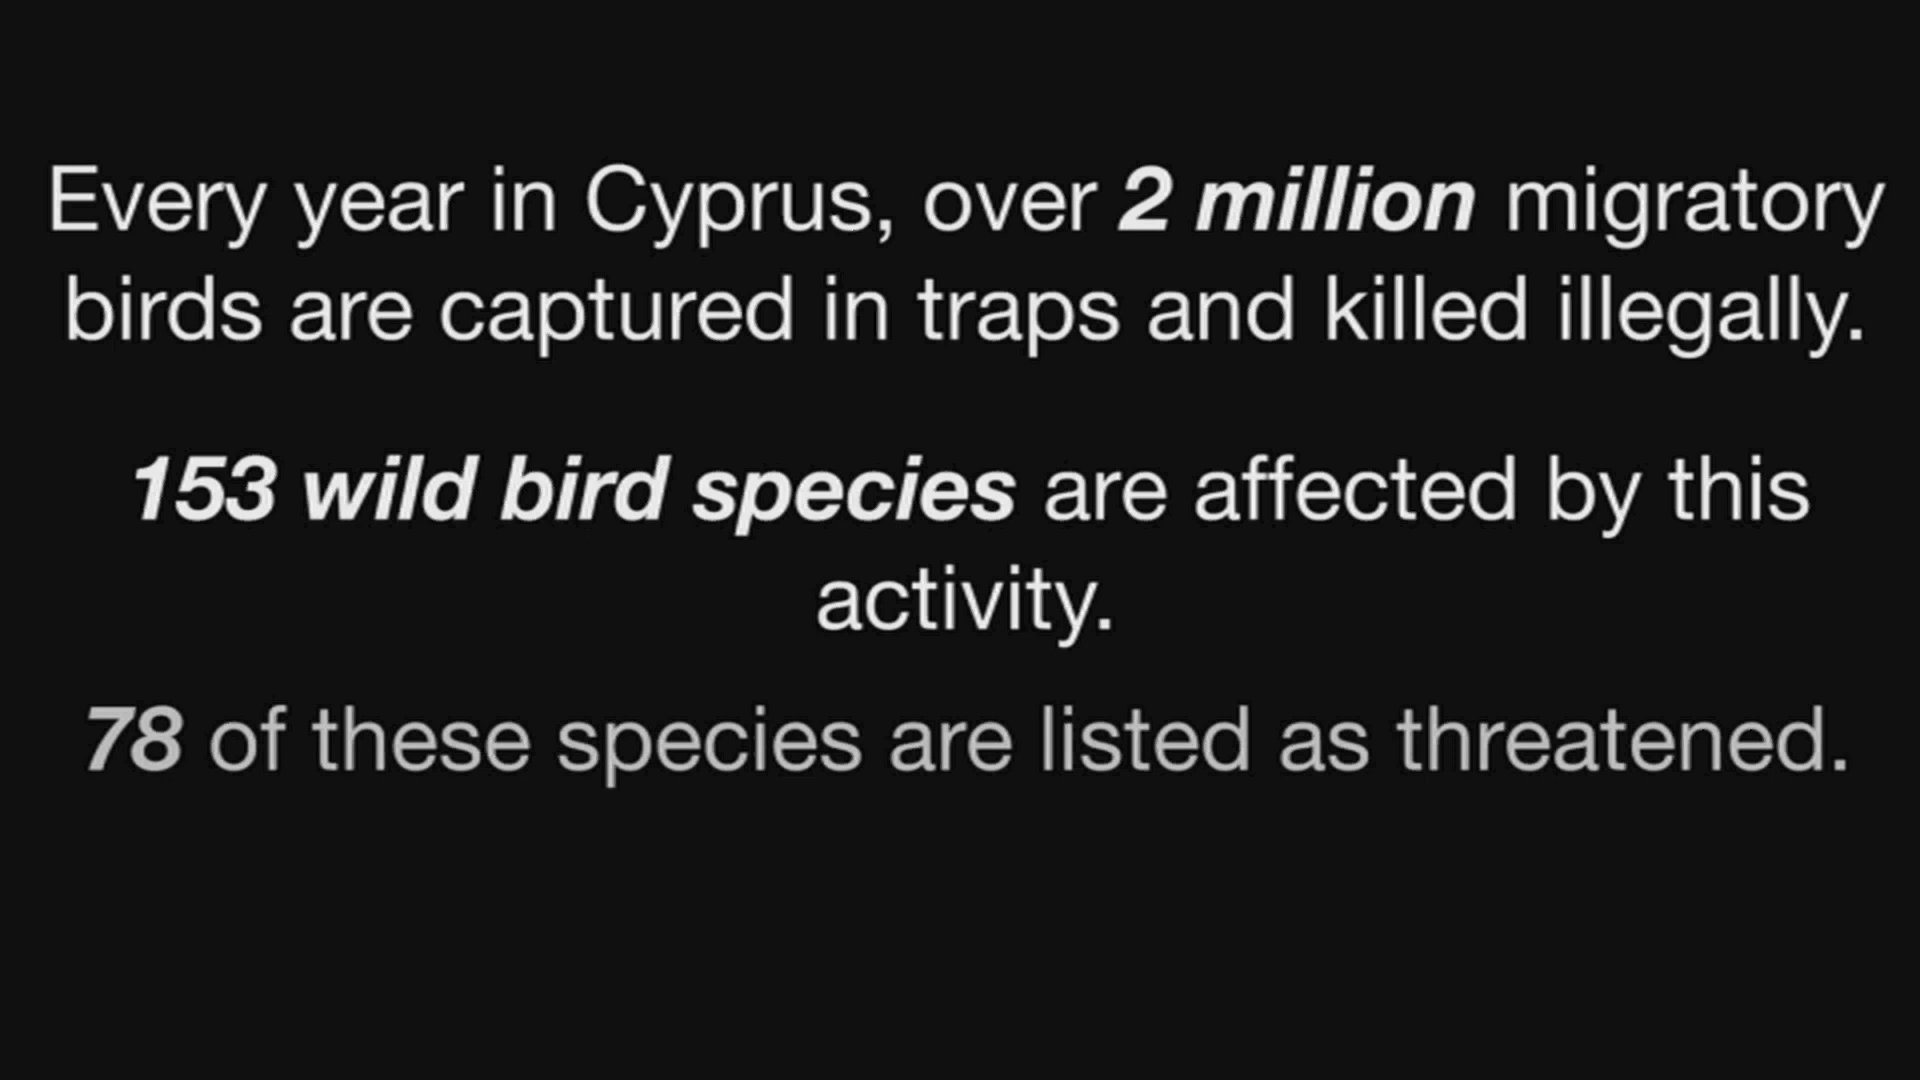 Every year in Cyprus, over 2 million migratory
birds are captured in traps and killed illegally.
153 wild bird species are affected by this
activity.
78 of these species are listed as threatened.